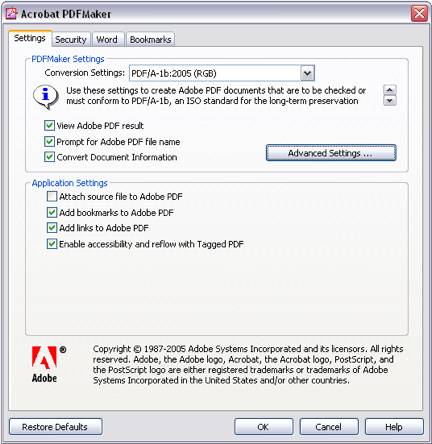 Acrobat PDFMaker
Settings Security Word Bookmarks
PDFMaker Settings
Conversion Settings: PDF/A-1b:2005 (RGB)
Use these settings to create Adobe PDF documents that are to be checked or
must conform to PDF/A-1b, an ISO standard for the long-term preservation
View Adobe PDF result
Prompt for Adobe PDF file name
Convert Document Information
Advanced Settings ...
Application Settings
Attach source file to Adobe PDF
Add bookmarks to Adobe PDF
Add links to Adobe PDF
Enable accessibility and reflow with Tagged PDF
Copyright © 1987-2005 Adobe Systems Incorporated and its licensors. All rights
reserved. Adobe, the Adobe logo, Acrobat, the Acrobat logo, PostScript, and
the PostScript logo are either registered trademarks or trademarks of Adobe
Systems Incorporated in the United States and/or other countries.
®
Adobe
Restore Defaults OK Cancel Help